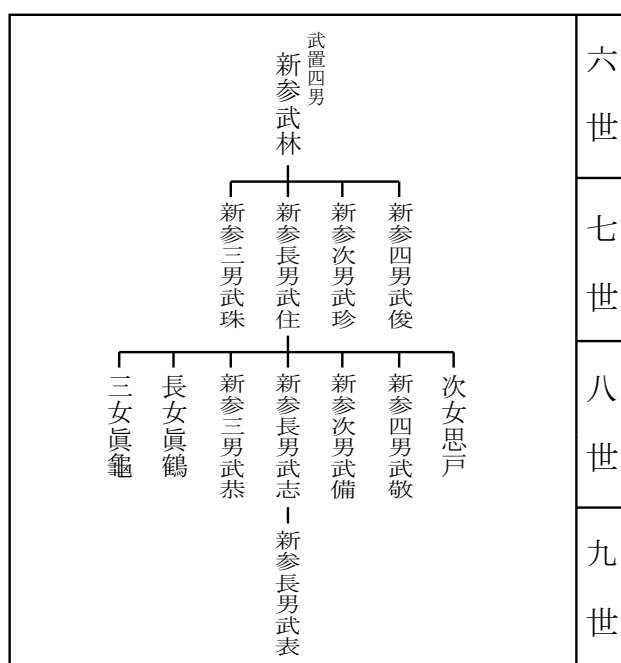 六世
武置四男
新参武林
七世
新参四男武俊
新参次男武珍
新参長男武住
新参三男武珠
八世
次女思戸
新参四男武敬
新参次男武備
新参長男武志
新参三男武恭
長女眞鶴
三女眞龜
九世
新参長男武表